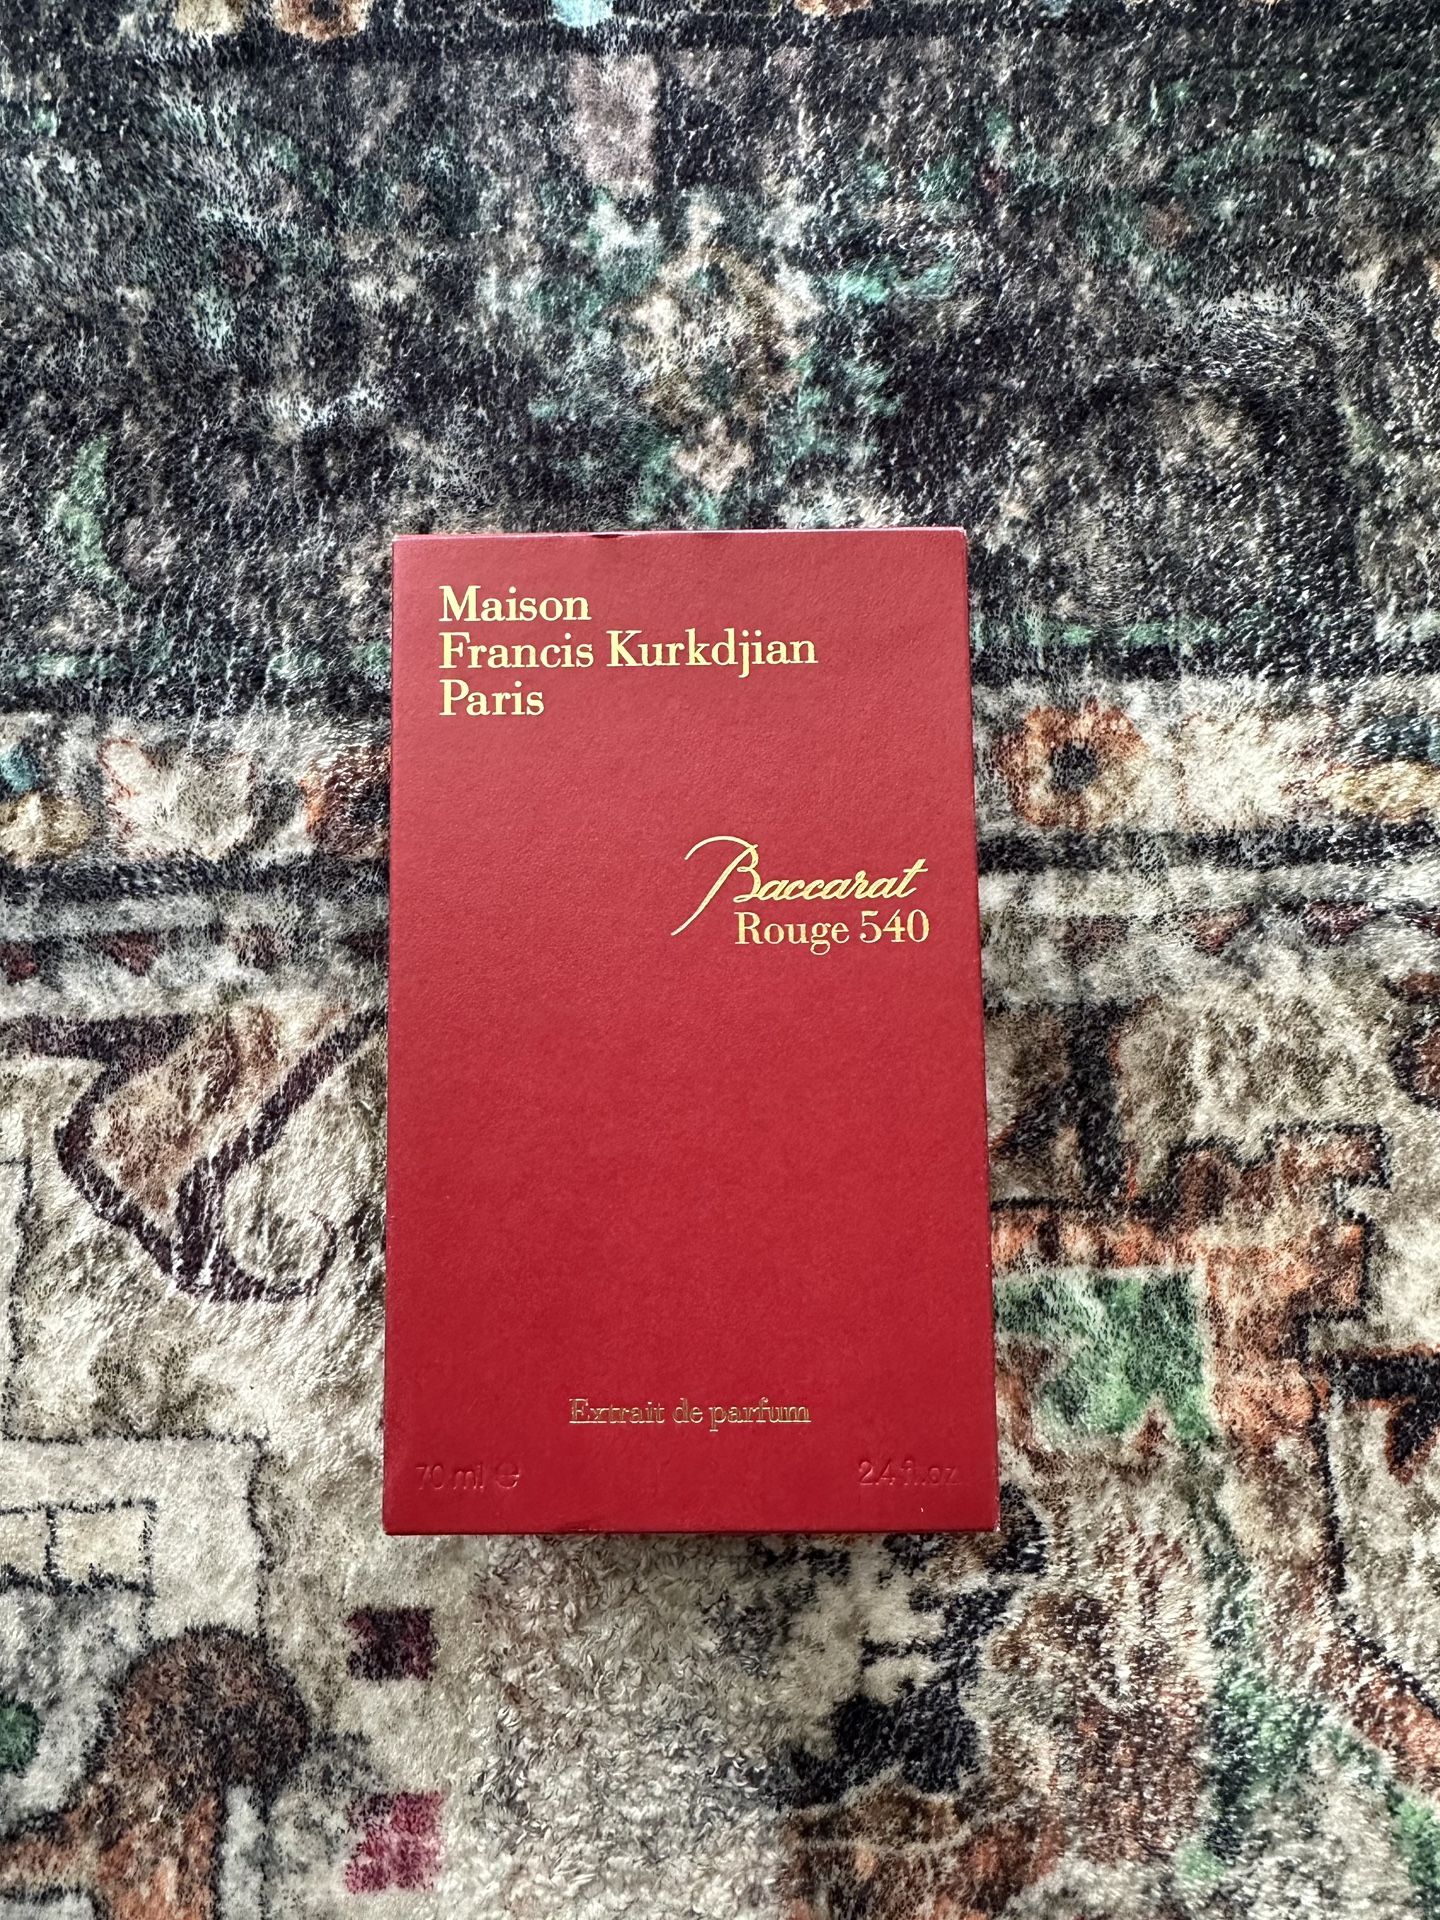 Maison
Francis Kurkdjian
Paris
Baccarat
Rouge 540
Extrait de parfum
70 ml ℮ 2.4 fl.oz